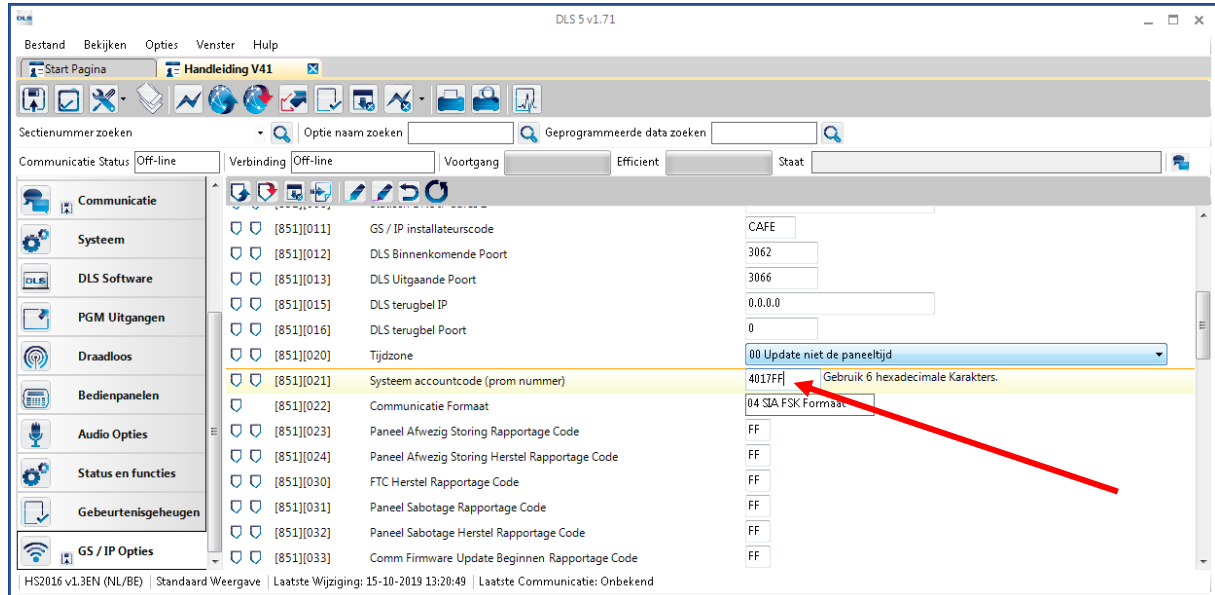 DLS DLS 5 v1.71
Bestand Bekijken Opties Venster Hulp
Start Pagina Handleiding V41
Sectienummer zoeken Optie naam zoeken Geprogrammeerde data zoeken
Communicatie Status Off-line Verbinding Off-line Voortgang Efficient Staat
Communicatie
Systeem
DLS DLS Software
PGM Uitgangen
Draadloos
Bedienpanelen
Audio Opties
Status en functies
Gebeurtenisgeheugen
GS / IP Opties
[851][011] GS / IP installateurscode CAFE
[851][012] DLS Binnenkomende Poort 3062
[851][013] DLS Uitgaande Poort 3066
[851][015] DLS terugbel IP 0.0.0.0
[851][016] DLS terugbel Poort 0
[851][020] Tijdzone 00 Update niet de paneeltijd
[851][021] Systeem accountcode (prom nummer) 4017FF Gebruik 6 hexadecimale Karakters.
[851][022] Communicatie Formaat 04 SIA FSK Formaat
[851][023] Paneel Afwezig Storing Rapportage Code FF
[851][024] Paneel Afwezig Storing Herstel Rapportage Code FF
[851][030] FTC Herstel Rapportage Code FF
[851][031] Paneel Sabotage Rapportage Code FF
[851][032] Paneel Sabotage Herstel Rapportage Code FF
[851][033] Comm Firmware Update Beginnen Rapportage Code FF
HS2016 v1.3EN (NL/BE) Standaard Weergave Laatste Wijziging: 15-10-2019 13:20:49 Laatste Communicatie: Onbekend